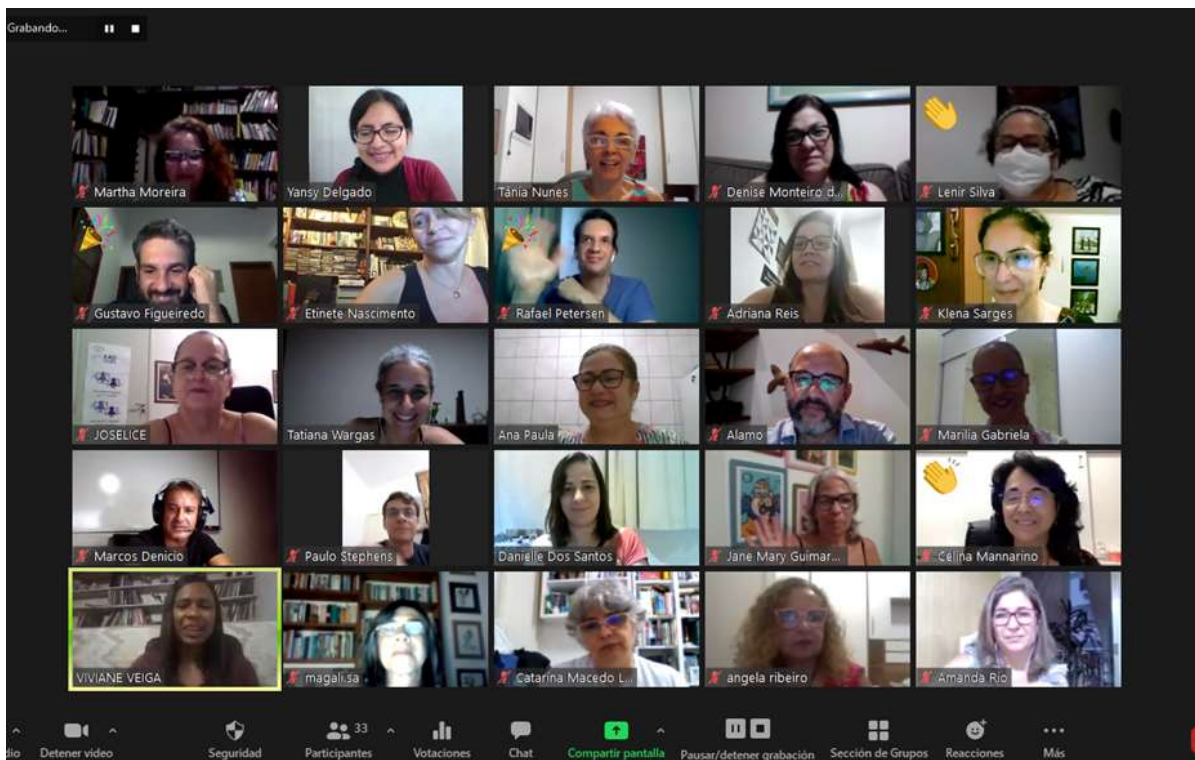 Grabando...
Martha Moreira
Yansy Delgado
Tânia Nunes
Denise Monteiro d...
Lenir Silva
Gustavo Figueiredo
Etinete Nascimento
Rafael Petersen
Adriana Reis
Klena Sarges
JOSELICE
Tatiana Wargas
Ana Paula
Alamo
Marilia Gabriela
Marcos Denicio
Paulo Stephens
Danielle Dos Santos
Jane Mary Guimar...
Celina Mannarino
VIVIANE VEIGA
magali.sa
Catarina Macedo L...
angela ribeiro
Amanda Rio
dio
Detener video
Seguridad
33
Participantes
Votaciones
Chat
Compartir pantalla
Pausar/detener grabación
Sección de Grupos
Reacciones
Más